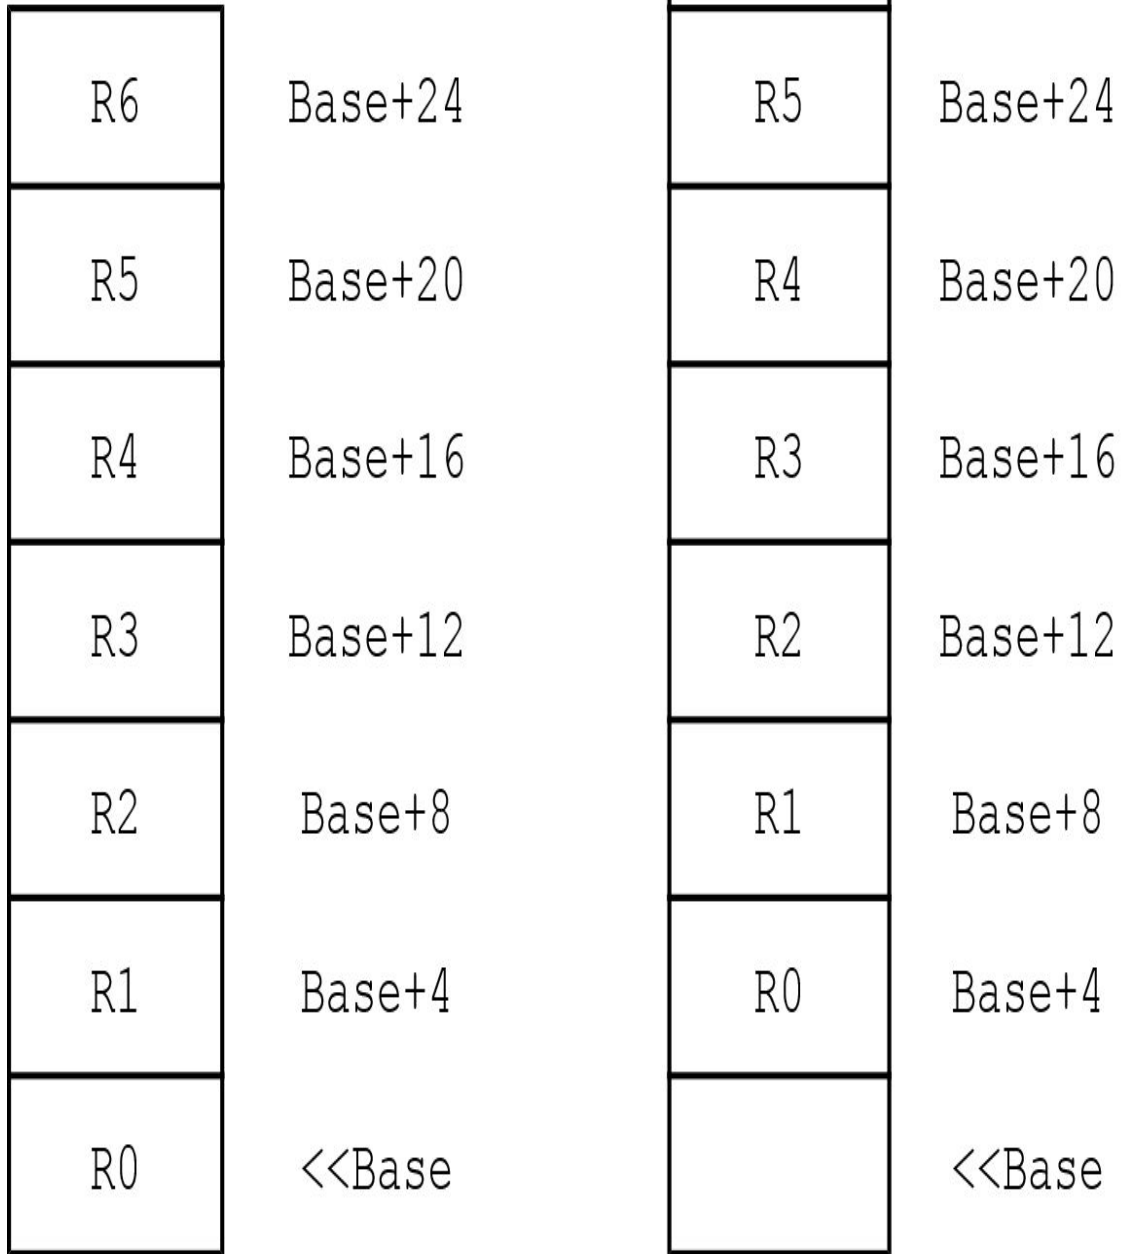 R6 Base+24 R5 Base+24
R5 Base+20 R4 Base+20
R4 Base+16 R3 Base+16
R3 Base+12 R2 Base+12
R2 Base+8 R1 Base+8
R1 Base+4 R0 Base+4
R0 <<Base <<Base